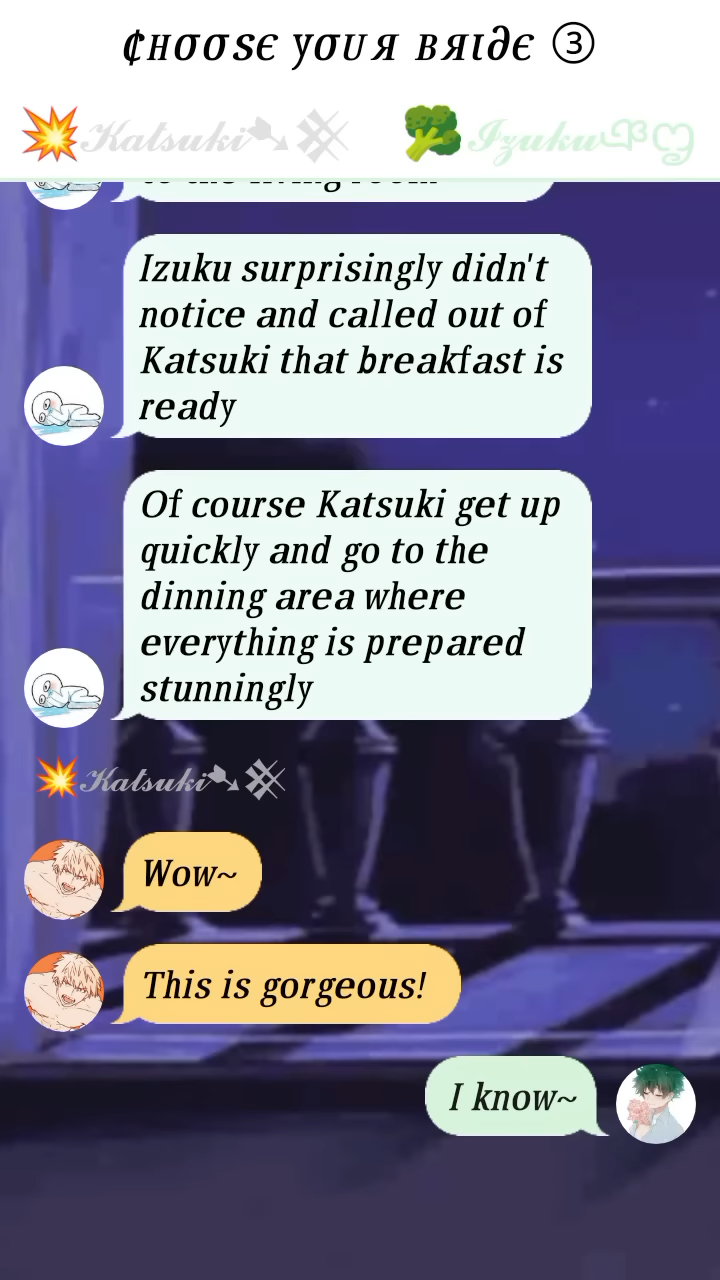 ₵нσσѕє уσυя вяι∂є ③
💥𝓚𝓪𝓽𝓼𝓾𝓴𝓲 🥦𝓘𝔃𝓾𝓴𝓾
Izuku surprisingly didn't
notice and called out of
Katsuki that breakfast is
ready
Of course Katsuki get up
quickly and go to the
dinning area where
everything is prepared
stunningly
💥𝓚𝓪𝓽𝓼𝓾𝓴𝓲
Wow~
This is gorgeous!
I know~